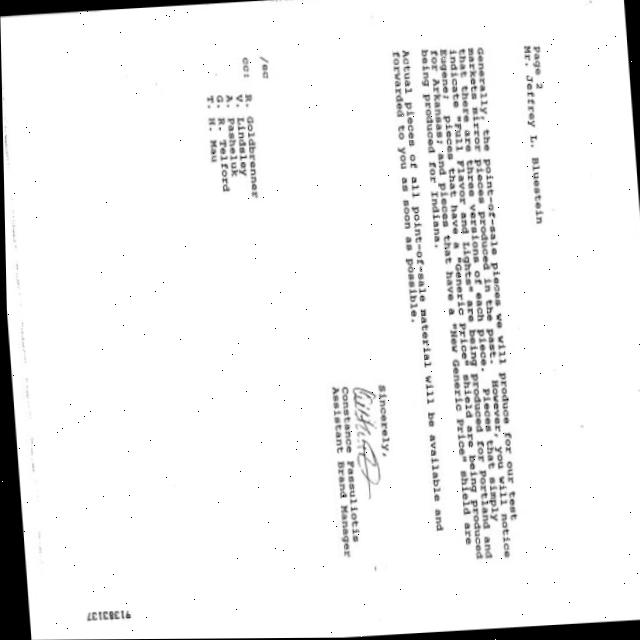 Page 2
Mr. Jeffrey L. Bluestein
Generally, the point-of-sale pieces we will produce for our test
markets mirror pieces produced in the past. However, you will notice
that there are three versions of each piece. Pieces that simply
indicate "Full Flavor and Lights" are being produced for Portland and
Eugene; pieces that have a "Generic Price" shield are being produced
for Arkansas; and pieces that have a "New Generic Price" shield are
being produced for Indiana.
Actual pieces of all point-of-sale material will be available and
forwarded to you as soon as possible.
Sincerely,
Constance Fassuliotis
Assistant Brand Manager
/ec
cc: R. Goldbrenner
V. Lindsley
A. Pasheluk
G. R. Telford
T. H. Mau
91383137